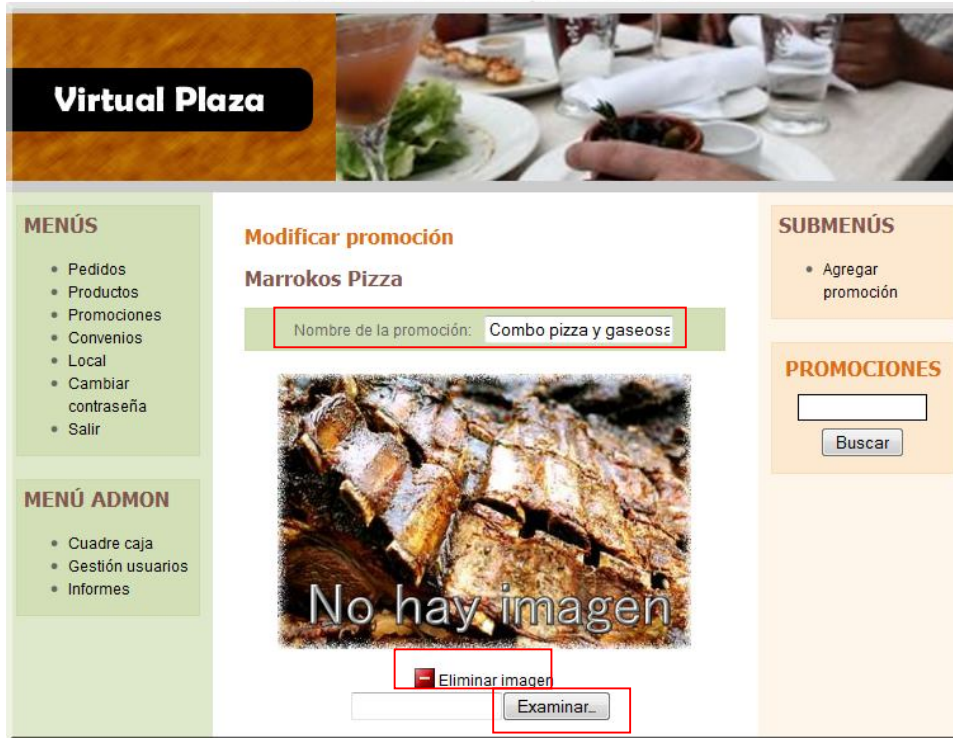 Virtual Plaza
MENÚS
Pedidos
Productos
Promociones
Convenios
Local
Cambiar
contraseña
Salir
MENÚ ADMON
Cuadre caja
Gestión usuarios
Informes
Modificar promoción
Marrokos Pizza
Nombre de la promoción: Combo pizza y gaseosa
No hay imagen
Eliminar imagen
Examinar...
SUBMENÚS
Agregar
promoción
PROMOCIONES
Buscar